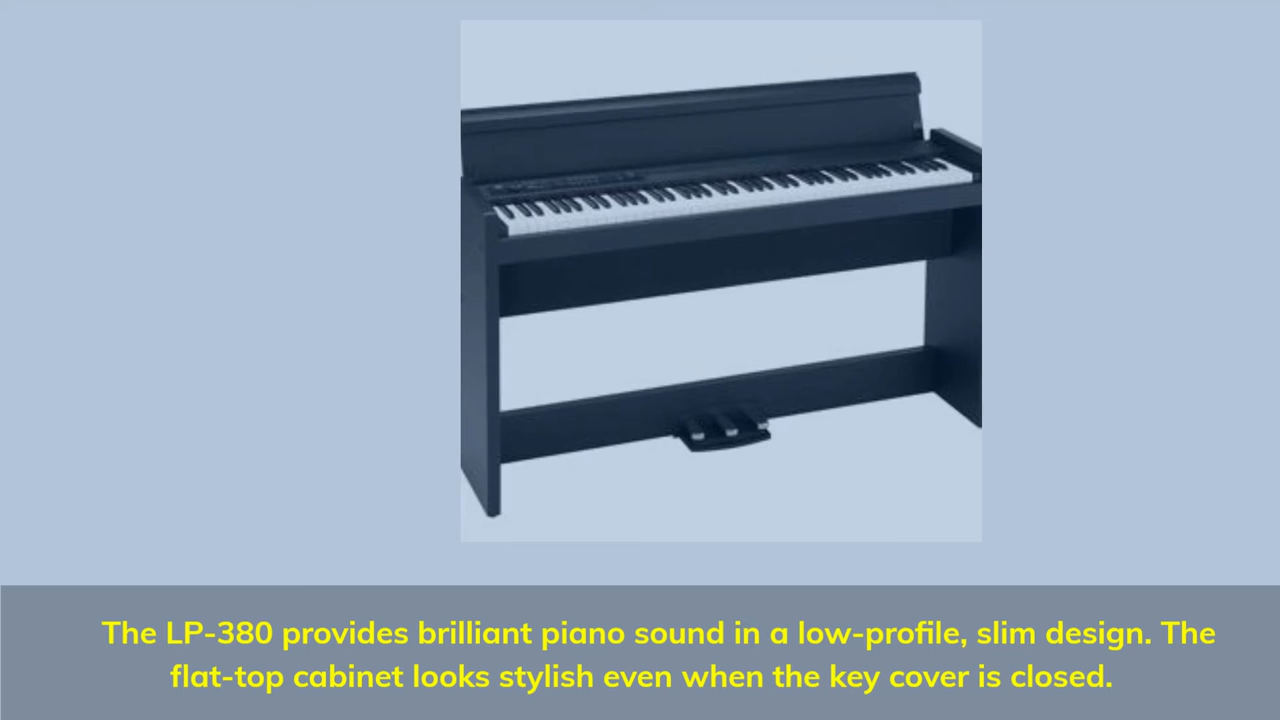 The LP-380 provides brilliant piano sound in a low-profile, slim design. The
flat-top cabinet looks stylish even when the key cover is closed.